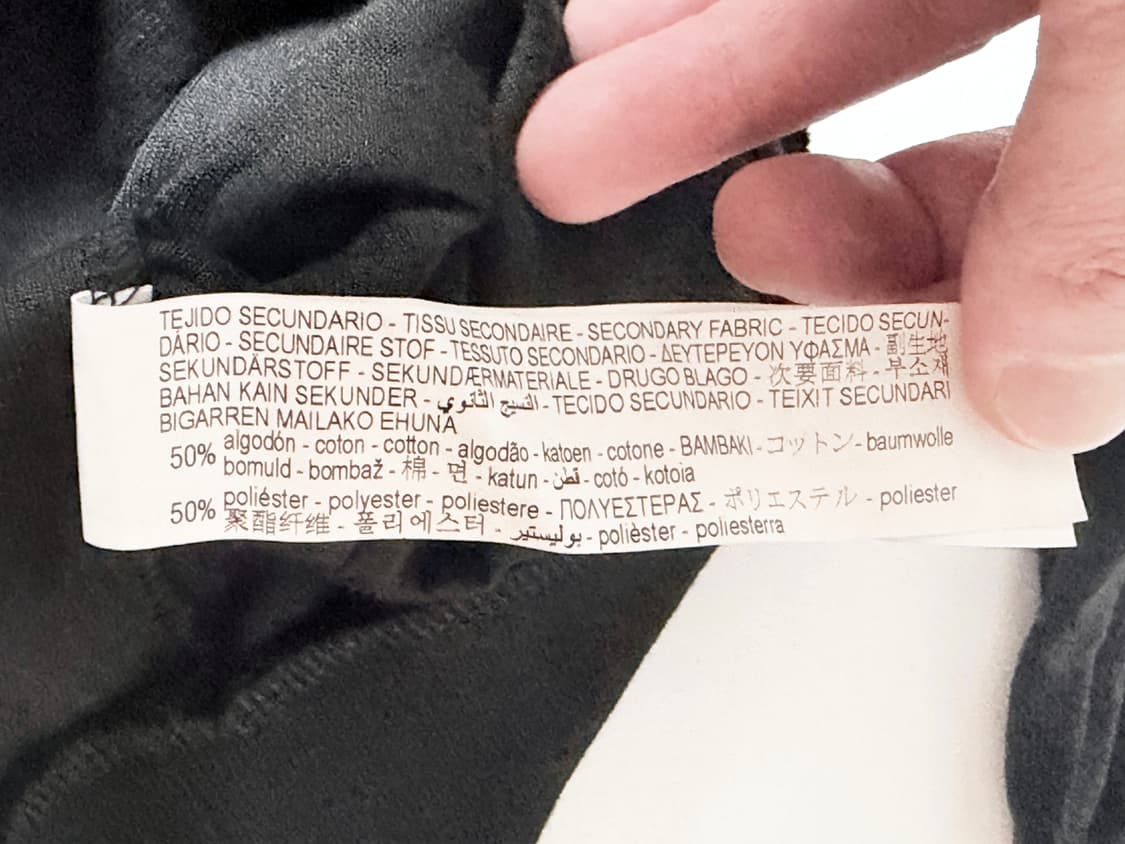 TEJIDO SECUNDARIO - TISSU SECONDAIRE - SECONDARY FABRIC - TECIDO SECUN-
DÁRIO - SECUNDAIRE STOF - TESSUTO SECONDARIO - ΔΕΥΤΕΡΕΥΟΝ ΥΦΑΣΜΑ - 副生地
SEKUNDÄRSTOFF - SEKUNDÆRMATERIALE - DRUGO BLAGO - 次要面料 - 부소재
BAHAN KAIN SEKUNDER - النسيج الثانوي - TECIDO SECUNDARIO - TEIXIT SECUNDARI
BIGARREN MAILAKO EHUNA
50% algodón - coton - cotton - algodão - katoen - cotone - BAMBAKI - コットン - baumwolle
bomuld - bombaž - 棉 - 면 - katun - قطن - cotó - kotoia
50% poliéster - polyester - poliestere - ΠΟΛΥΕΣΤΕΡΑΣ - ポリエステル - poliester
聚酯纤维 - 폴리에스터 - بوليستير - polièster - poliesterra